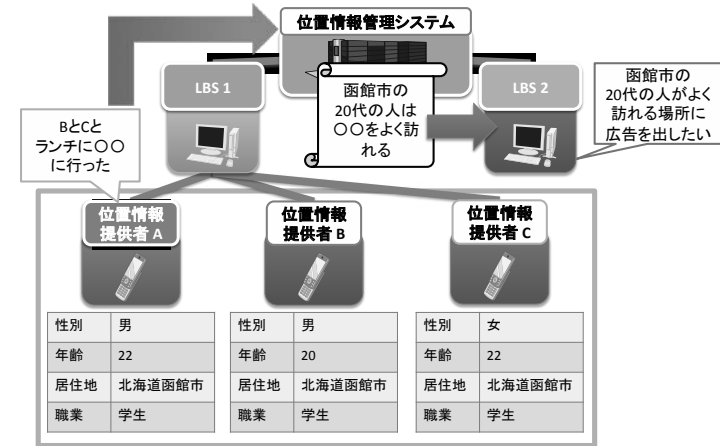 位置情報管理システム
LBS 1
LBS 2
函館市の
20代の人は
〇〇をよく訪
れる
函館市の
20代の人がよく
訪れる場所に
広告を出したい
BとCと
ランチに〇〇
に行った
位置情報
提供者 A
位置情報
提供者 B
位置情報
提供者 C
性別 男
年齢 22
居住地 北海道函館市
職業 学生
性別 男
年齢 20
居住地 北海道函館市
職業 学生
性別 女
年齢 22
居住地 北海道函館市
職業 学生